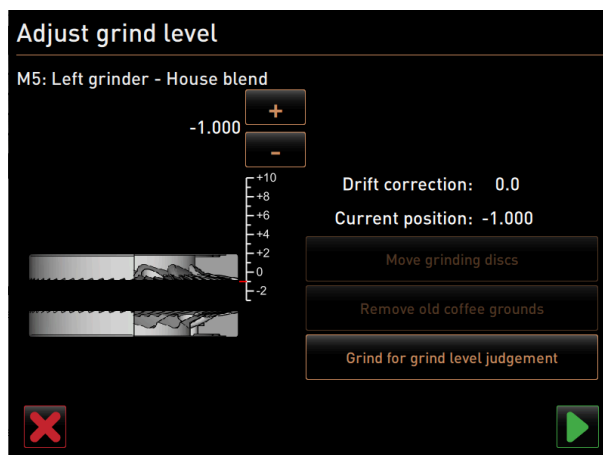 Adjust grind level
M5: Left grinder - House blend
+
-1.000
-
+10
+8
+6
+4
+2
0
-2
Drift correction: 0.0
Current position: -1.000
Move grinding discs
Remove old coffee grounds
Grind for grind level judgement